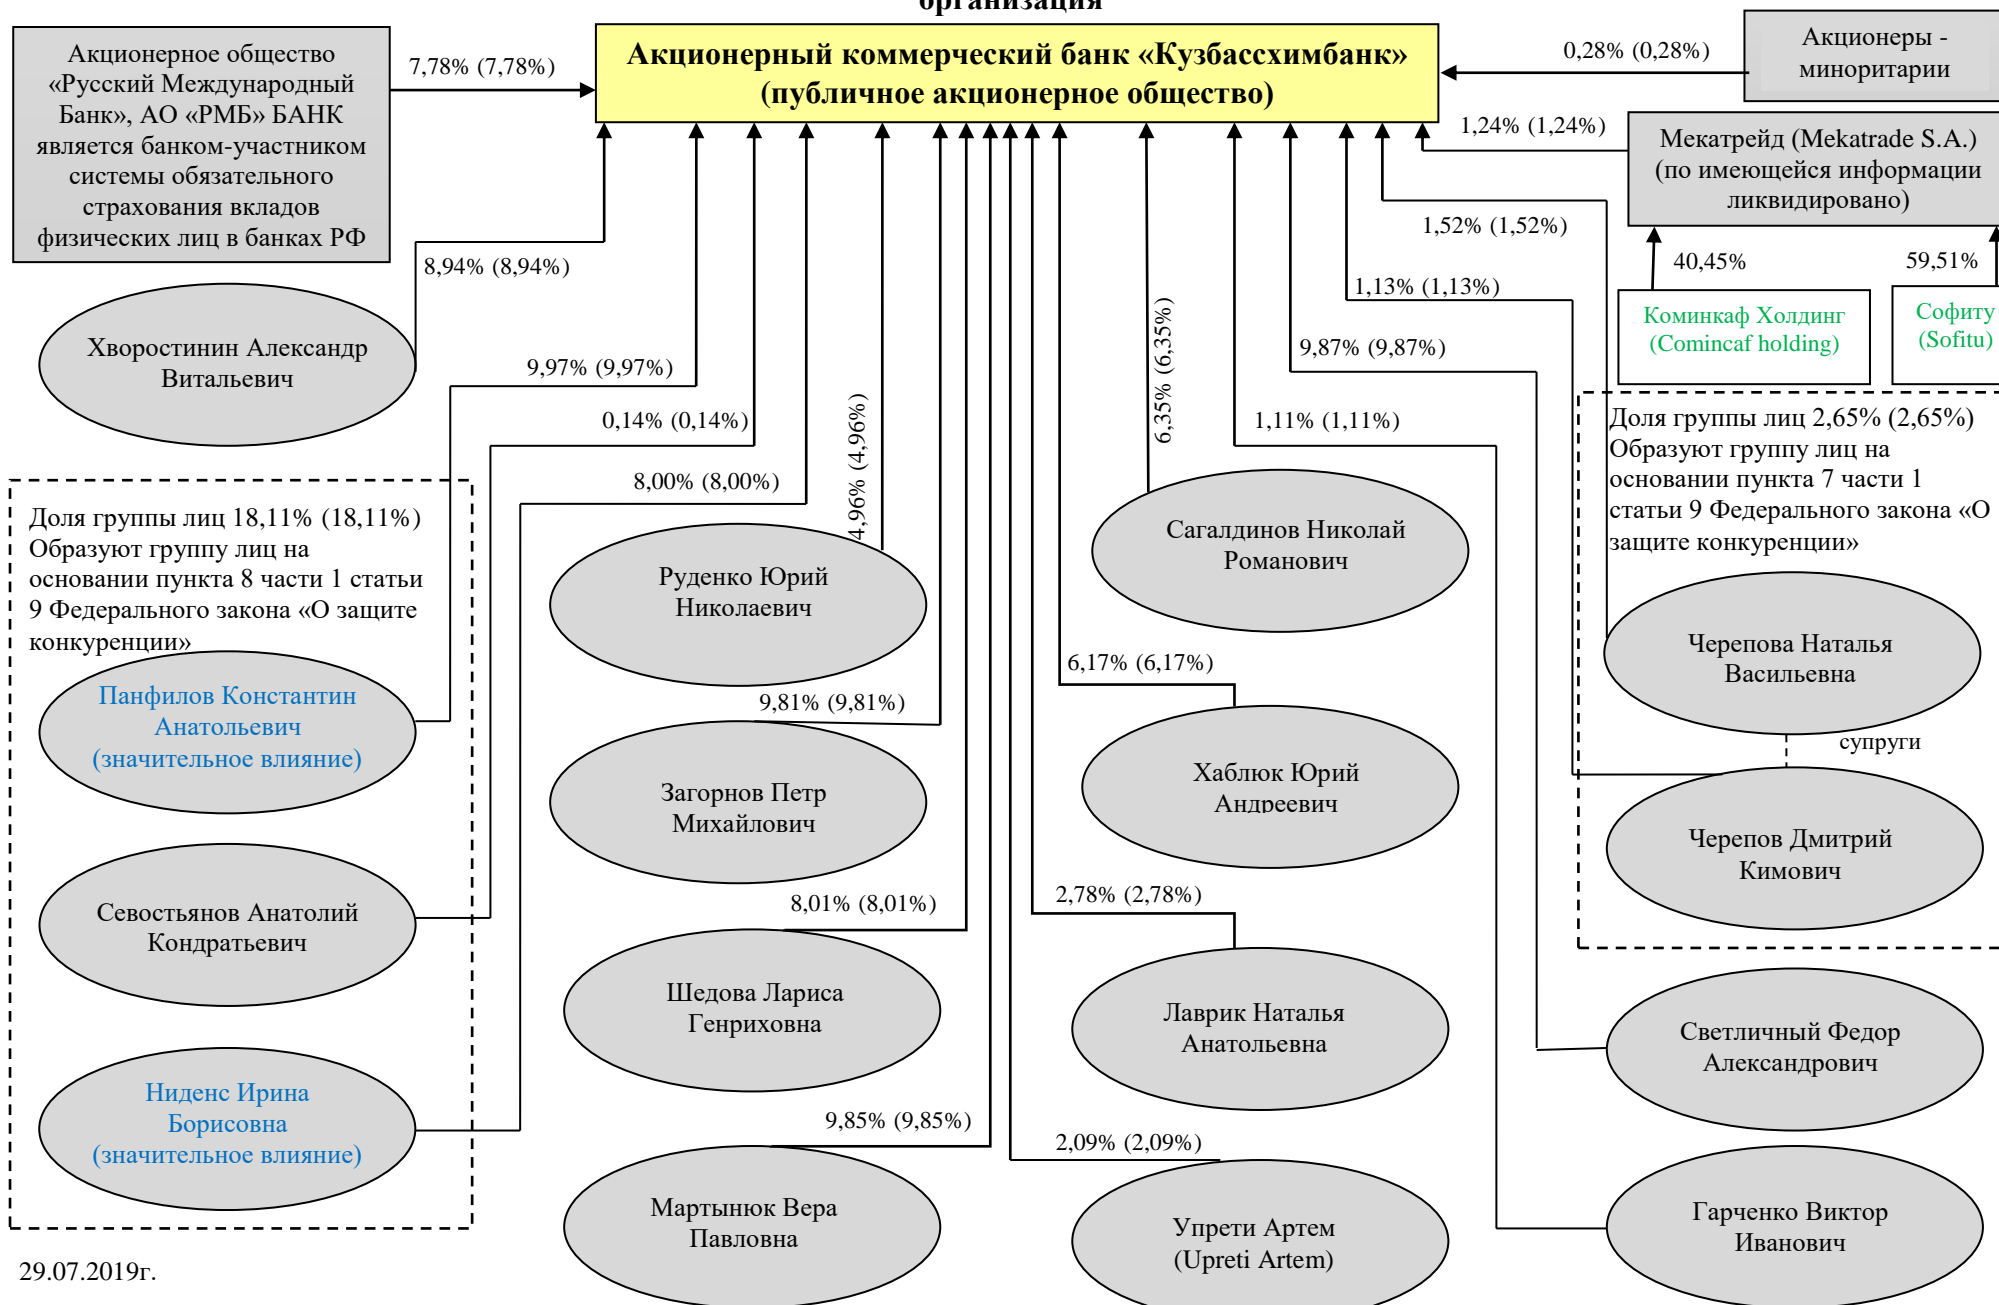 организация
Акционерное общество
«Русский Международный
Банк», АО «РМБ» БАНК
является банком-участником
системы обязательного
страхования вкладов
физических лиц в банках РФ
7,78% (7,78%)
Акционерный коммерческий банк «Кузбассхимбанк»
(публичное акционерное общество)
0,28% (0,28%)
Акционеры -
миноритарии
1,24% (1,24%)
Мекатрейд (Mekatrade S.A.)
(по имеющейся информации
ликвидировано)
1,52% (1,52%)
40,45%
59,51%
Коминкаф Холдинг
(Comincaf holding)
Софиту
(Sofitu)
8,94% (8,94%)
Хворостинин Александр
Витальевич
9,97% (9,97%)
0,14% (0,14%)
8,00% (8,00%)
4,96% (4,96%)
6,35% (6,35%)
1,13% (1,13%)
9,87% (9,87%)
1,11% (1,11%)
Доля группы лиц 18,11% (18,11%)
Образуют группу лиц на
основании пункта 8 части 1 статьи
9 Федерального закона «О защите
конкуренции»
Панфилов Константин
Анатольевич
(значительное влияние)
Севостьянов Анатолий
Кондратьевич
Ниденс Ирина
Борисовна
(значительное влияние)
Руденко Юрий
Николаевич
9,81% (9,81%)
Загорнов Петр
Михайлович
8,01% (8,01%)
Шедова Лариса
Генриховна
9,85% (9,85%)
Мартынюк Вера
Павловна
Сагалдинов Николай
Романович
6,17% (6,17%)
Хаблюк Юрий
Андреевич
2,78% (2,78%)
Лаврик Наталья
Анатольевна
2,09% (2,09%)
Упрети Артем
(Upreti Artem)
Доля группы лиц 2,65% (2,65%)
Образуют группу лиц на
основании пункта 7 части 1
статьи 9 Федерального закона «О
защите конкуренции»
Черепова Наталья
Васильевна
супруги
Черепов Дмитрий
Кимович
Светличный Федор
Александрович
Гарченко Виктор
Иванович
29.07.2019г.